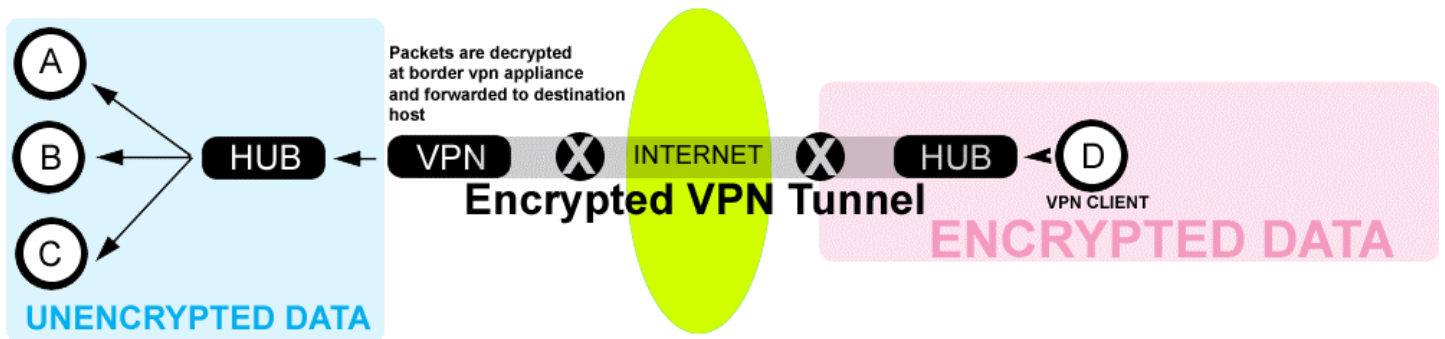 A
B
C
HUB
UNENCRYPTED DATA
Packets are decrypted
at border vpn appliance
and forwarded to destination
host
VPN
X
INTERNET
X
HUB
D
Encrypted VPN Tunnel
VPN CLIENT
ENCRYPTED DATA